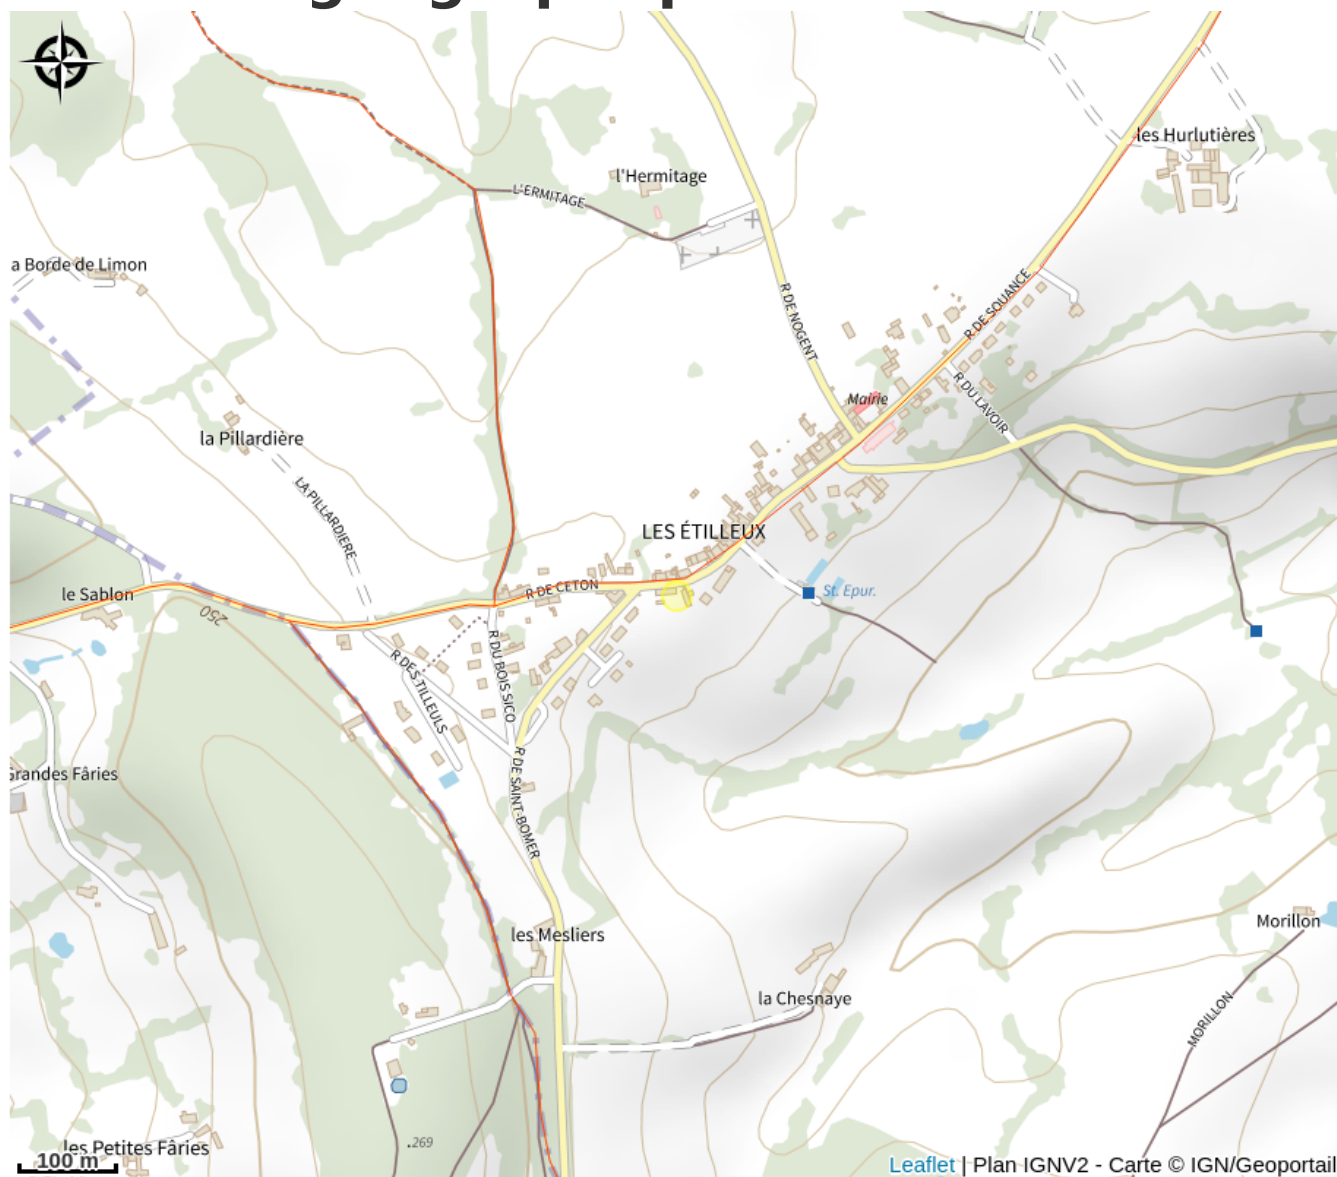 les Hurlutières
l'Hermitage
L'ERMITAGE
a Borde de Limon
R DE NOGENT
R DE SOUANCE
Mairie
R DU LAVOIR
la Pillardière
LA PILLARDIERE
LES ÉTILLEUX
le Sablon
250
R DE CETON
St. Epur.
R DES TILLEULS
R DU BOIS SICO
Grandes Fâries
R DE SAINT-BOMER
les Mesliers
Morillon
la Chesnaye
MORILLON
.269
les Petites Fâries
100 m
Leaflet | Plan IGNV2 - Carte © IGN/Geoportail